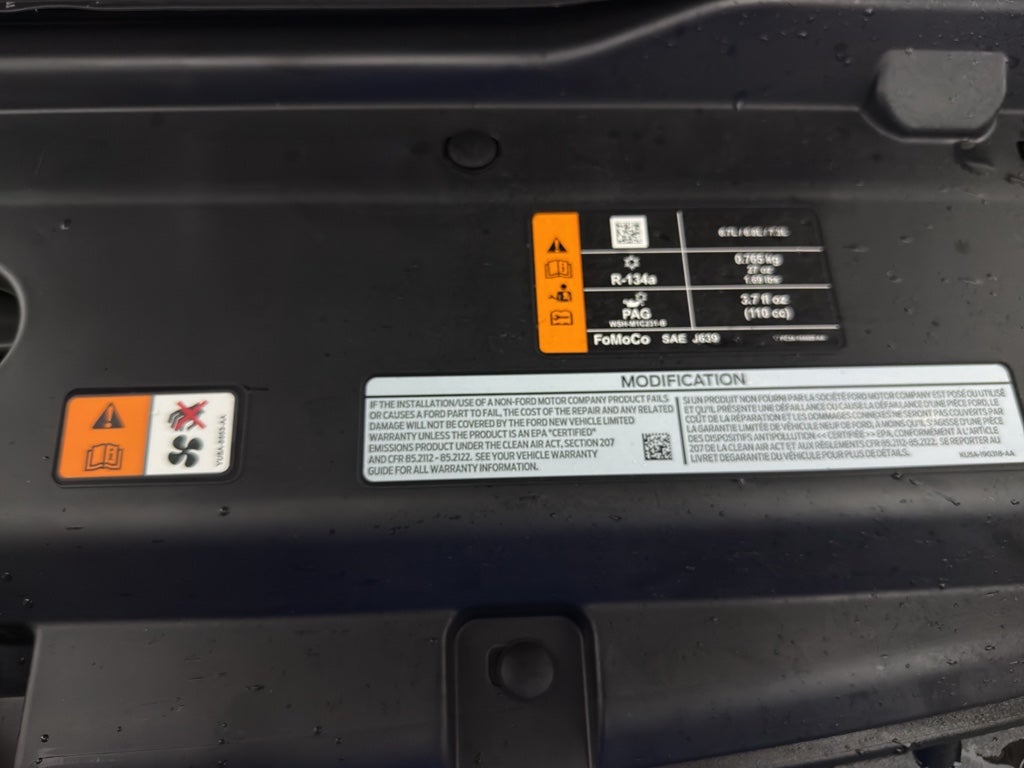 6.7L / 6.8L / 7.3L
R-134a
0.765 kg
27 oz
1.69 lbs
PAG
WSH-M1C231-B
3.7 fl oz
(110 cc)
FoMoCo SAE J639
MODIFICATION
IF THE INSTALLATION/USE OF A NON-FORD MOTOR COMPANY PRODUCT FAILS
OR CAUSES A FORD PART TO FAIL, THE COST OF THE REPAIR AND ANY RELATED
DAMAGE WILL NOT BE COVERED BY THE FORD NEW VEHICLE LIMITED
WARRANTY UNLESS THE PRODUCT IS AN EPA "CERTIFIED"
EMISSIONS PRODUCT UNDER THE CLEAN AIR ACT, SECTION 207
AND CFR 85.2112 - 85.2122. SEE YOUR VEHICLE WARRANTY
GUIDE FOR ALL WARRANTY INFORMATION.
SI UN PRODUIT NON FOURNI PAR LA SOCIÉTÉ FORD MOTOR COMPANY EST POSÉ OU UTILISÉ
ET QU'IL PRÉSENTE UNE DÉFAILLANCE OU CAUSE LA DÉFAILLANCE D'UNE PIÈCE FORD, LE
COÛT DE LA RÉPARATION ET LES DOMMAGES CONNEXES NE SERONT PAS COUVERTS PAR
LA GARANTIE LIMITÉE DE VÉHICULE NEUF DE FORD, À MOINS QU'IL S'AGISSE D'UNE PIÈCE
DES DISPOSITIFS ANTIPOLLUTION << CERTIFIÉE >> EPA, CONFORMÉMENT À L'ARTICLE
207 DE LA CLEAN AIR ACT ET AUX RÈGLEMENTS CFR 85.2112-85.2122. SE REPORTER AU
LIVRET DE GARANTIE DU VÉHICULE POUR PLUS DE DÉTAILS.
KU5A-19G318-AA